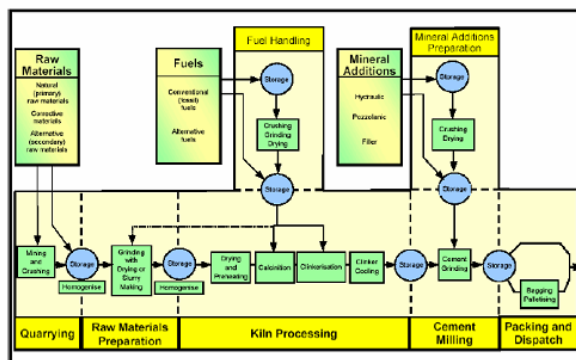 Raw
Materials
Natural
(primary)
raw materials
Corrective
materials
Alternative
(secondary)
raw materials
Fuels
Conventional
(fossil)
fuels
Alternative
fuels
Fuel Handling
Storage
Crushing
Grinding
Drying
Storage
Mineral
Additions
Hydraulic
Pozzolanic
Filler
Mineral Additions
Preparation
Storage
Crushing
Drying
Storage
Mining
and
Crushing
Storage
Homogenise
Grinding
with
Drying or
Slurry
Making
Storage
Homogenise
Drying
and
Preheating
Calcination
Clinkerisation
Clinker
Cooling
Storage
Cement
Grinding
Storage
Bagging
Palletising
Quarrying
Raw Materials
Preparation
Kiln Processing
Cement
Milling
Packing and
Dispatch